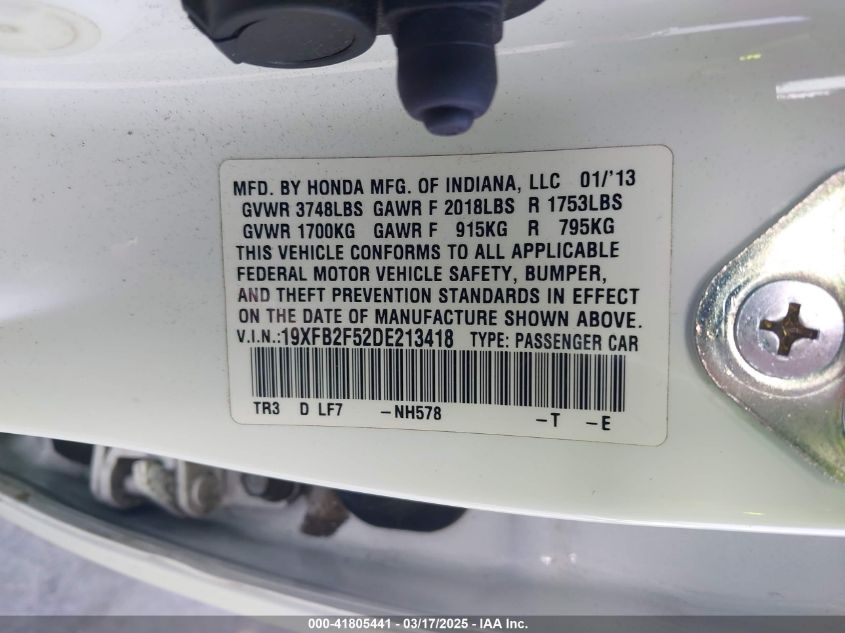 MFD. BY HONDA MFG. OF INDIANA, LLC 01/'13
GVWR 3748LBS GAWR F 2018LBS R 1753LBS
GVWR 1700KG GAWR F 915KG R 795KG
THIS VEHICLE CONFORMS TO ALL APPLICABLE
FEDERAL MOTOR VEHICLE SAFETY, BUMPER,
AND THEFT PREVENTION STANDARDS IN EFFECT
ON THE DATE OF MANUFACTURE SHOWN ABOVE.
V.I.N.:19XFB2F52DE213418 TYPE: PASSENGER CAR
TR3 D LF7 -NH578 -T -E
000-41805441 - 03/17/2025 - IAA Inc.